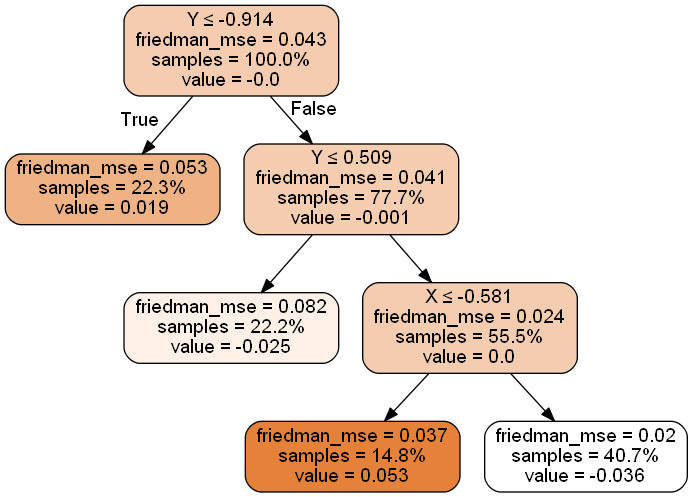 Y ≤ -0.914
friedman_mse = 0.043
samples = 100.0%
value = -0.0
True
False
friedman_mse = 0.053
samples = 22.3%
value = 0.019
Y ≤ 0.509
friedman_mse = 0.041
samples = 77.7%
value = -0.001
friedman_mse = 0.082
samples = 22.2%
value = -0.025
X ≤ -0.581
friedman_mse = 0.024
samples = 55.5%
value = 0.0
friedman_mse = 0.037
samples = 14.8%
value = 0.053
friedman_mse = 0.02
samples = 40.7%
value = -0.036